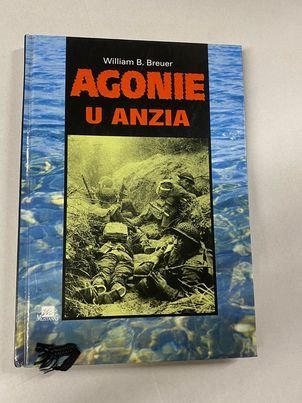 William B. Breuer
AGONIE
U ANZIA